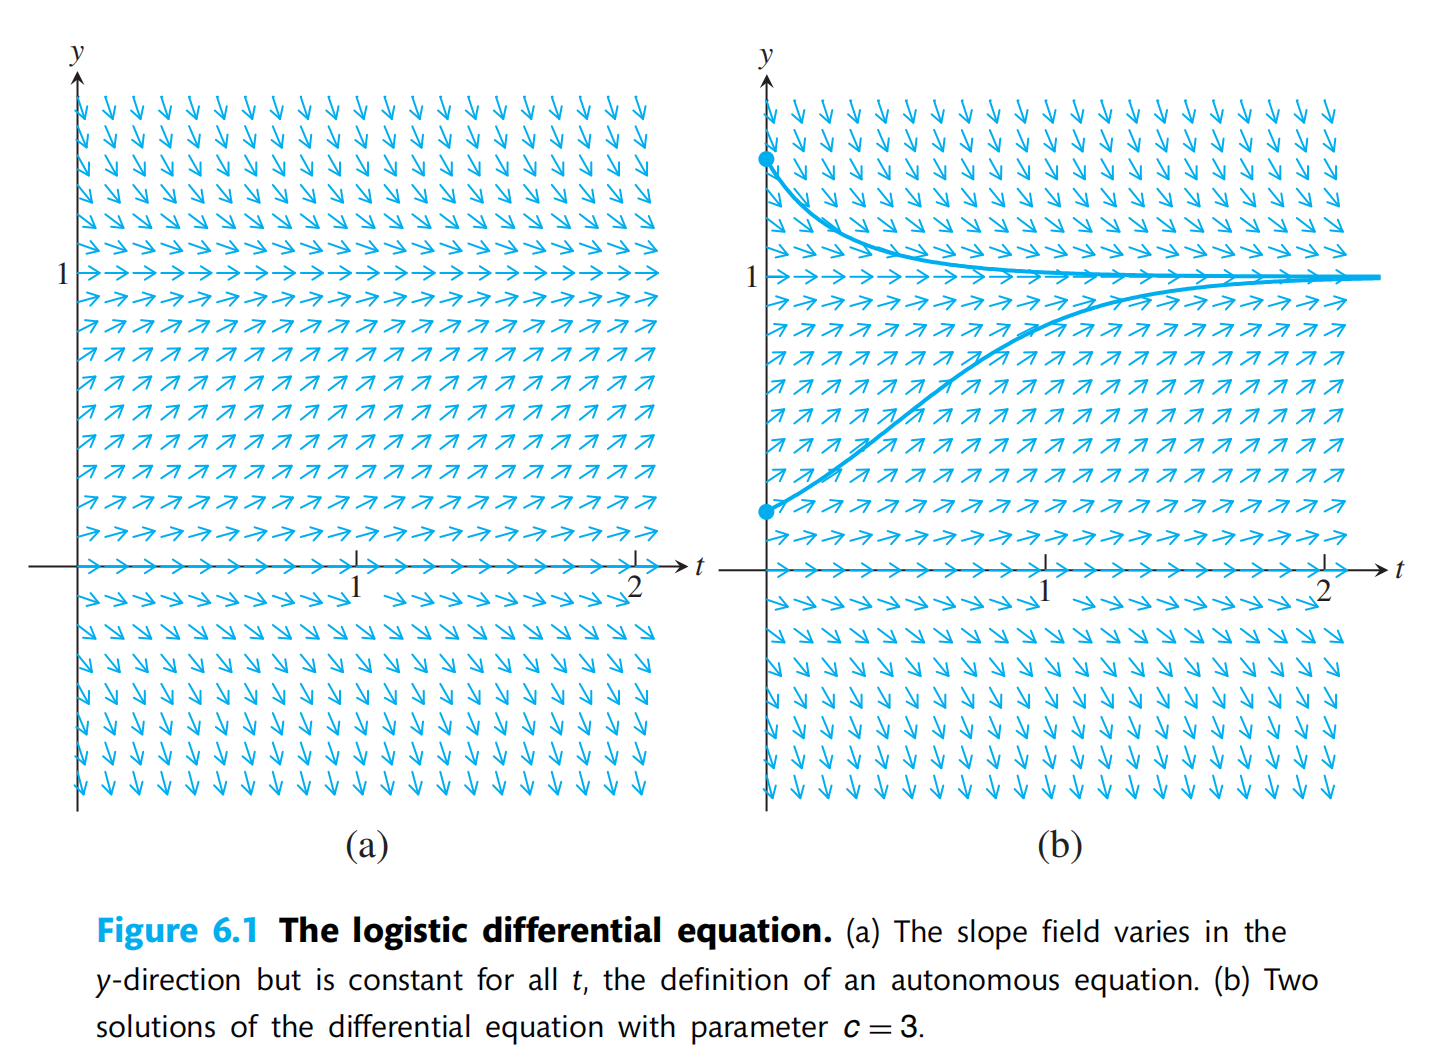 y
1
1
2
t
(a)
y
1
1
2
t
(b)
Figure 6.1 The logistic differential equation. (a) The slope field varies in the
y-direction but is constant for all t, the definition of an autonomous equation. (b) Two
solutions of the differential equation with parameter c = 3.